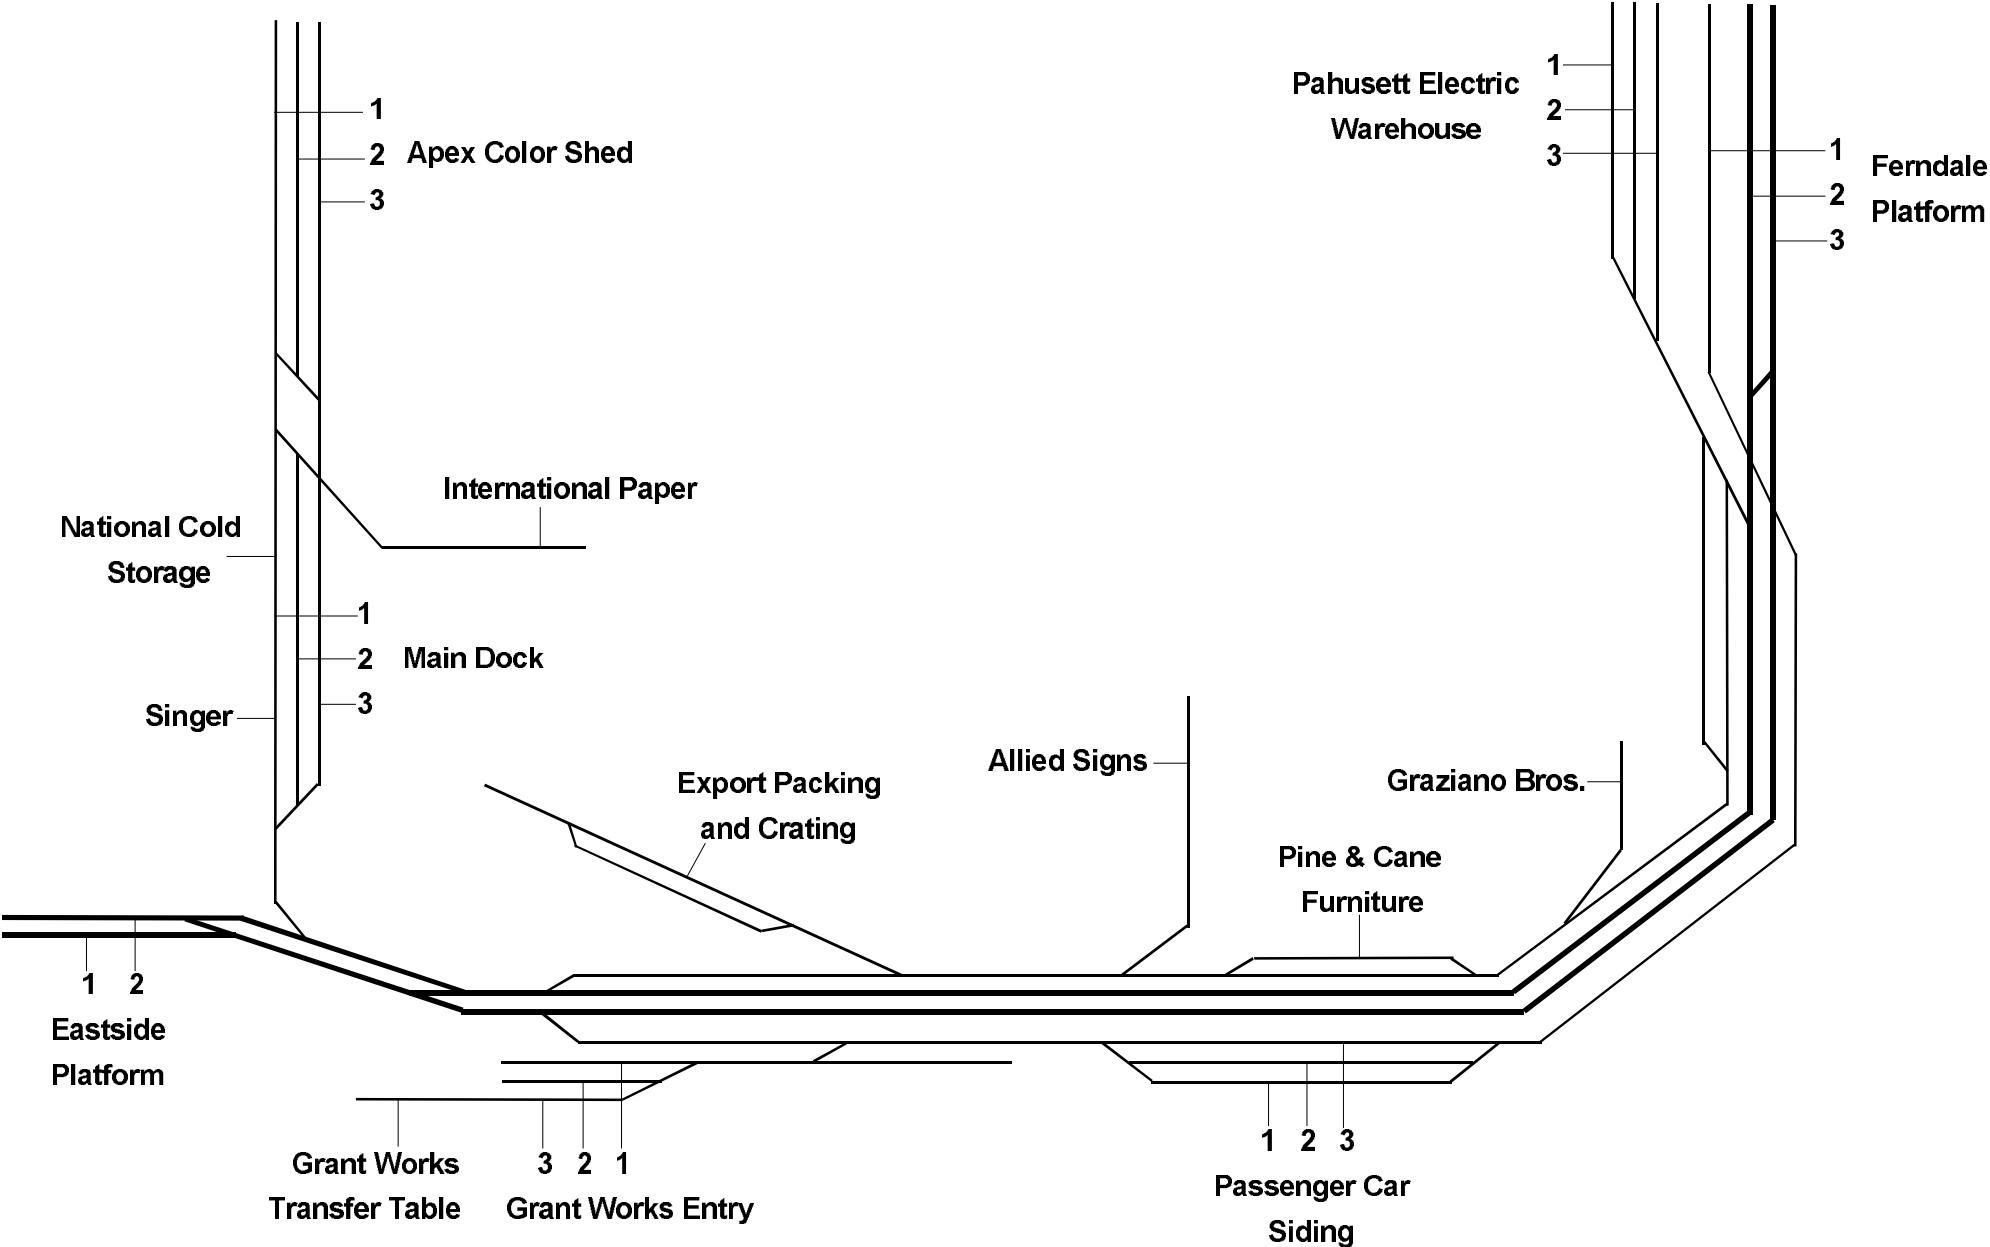 1
2
3
Apex Color Shed
Pahusett Electric
Warehouse
1
2
3
1
2
3
Ferndale
Platform
International Paper
National Cold
Storage
1
2
3
Main Dock
Singer
Export Packing
and Crating
Allied Signs
Graziano Bros.
Pine & Cane
Furniture
1 2
Eastside
Platform
Grant Works
Transfer Table
3 2 1
Grant Works Entry
1 2 3
Passenger Car
Siding